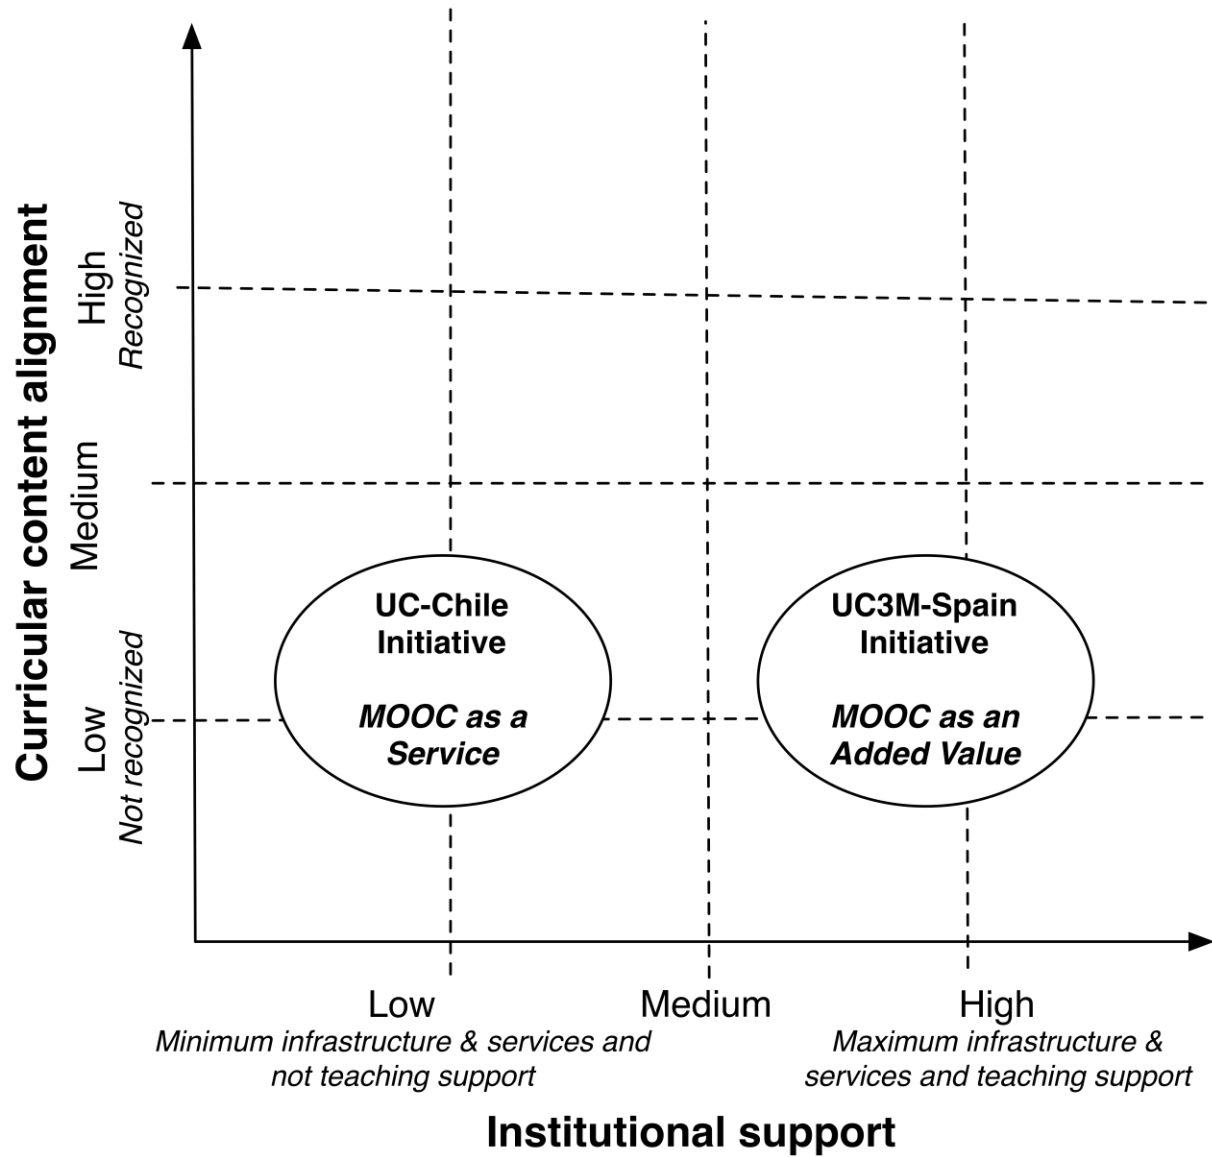 Curricular content alignment
High
Recognized
Medium
Low
Not recognized
UC-Chile
Initiative
MOOC as a
Service
UC3M-Spain
Initiative
MOOC as an
Added Value
Low
Minimum infrastructure & services and
not teaching support
Medium
High
Maximum infrastructure &
services and teaching support
Institutional support